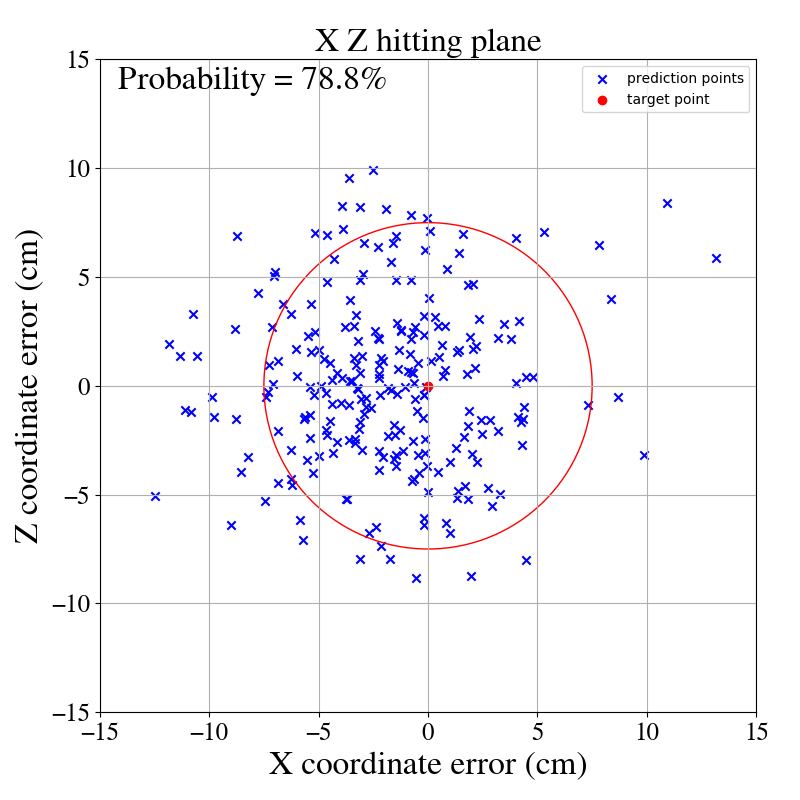 X Z hitting plane
Probability = 78.8%
prediction points
target point
Z coordinate error (cm)
15
10
5
0
−5
−10
−15
−15 −10 −5 0 5 10 15
X coordinate error (cm)